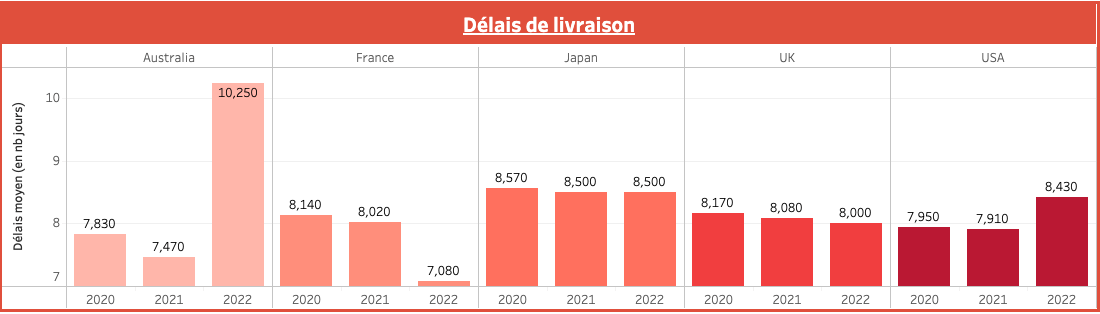 Délais de livraison
Australia France Japan UK USA
Délais moyen (en nb jours)
10
9
8
7
7,830 7,470 10,250 8,140 8,020 7,080 8,570 8,500 8,500 8,170 8,080 8,000 7,950 7,910 8,430
2020 2021 2022 2020 2021 2022 2020 2021 2022 2020 2021 2022 2020 2021 2022